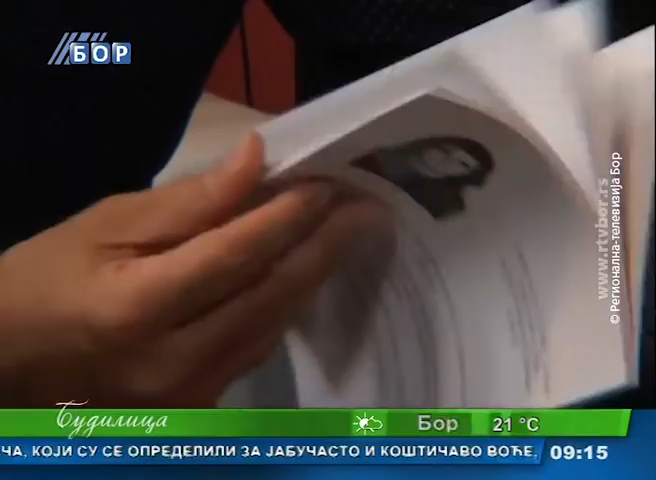 БОР
www.rtvbor.rs
© Регионална-телевизија Бор
Будилица
Бор
21 °C
ЧА, КОЈИ СУ СЕ ОПРЕДЕЛИЛИ ЗА ЈАБУЧАСТО И КОШТИЧАВО ВОЋЕ,
09:15